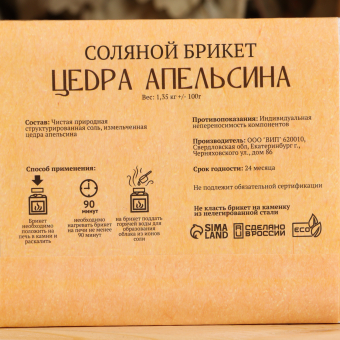 СОЛЯНОЙ БРИКЕТ
ЦЕДРА АПЕЛЬСИНА
Вес: 1,35 кг +/- 100г
Состав: Чистая природная
структурированная соль, измельченная
цедра апельсина
Способ применения:
Брикет
необходимо
положить на
печь в камни и
раскалить
90
МИНУТ
необходимо
нагревать брикет
на печи не менее
90 минут
на брикет поддать
горячей воды для
образования
облака из ионов
соли
Противопоказания: Индивидуальная
непереносимость компонентов
Производитель: ООО "ВИП" 620010,
Свердловская обл, Екатеринбург г.,
Черняховского ул., дом 86
Срок годности: 24 месяца
Не подлежит обязательной сертификации
Не класть брикет на каменку
из нелегированной стали
SIMA
LAND
СДЕЛАНО
В РОССИИ
ECO